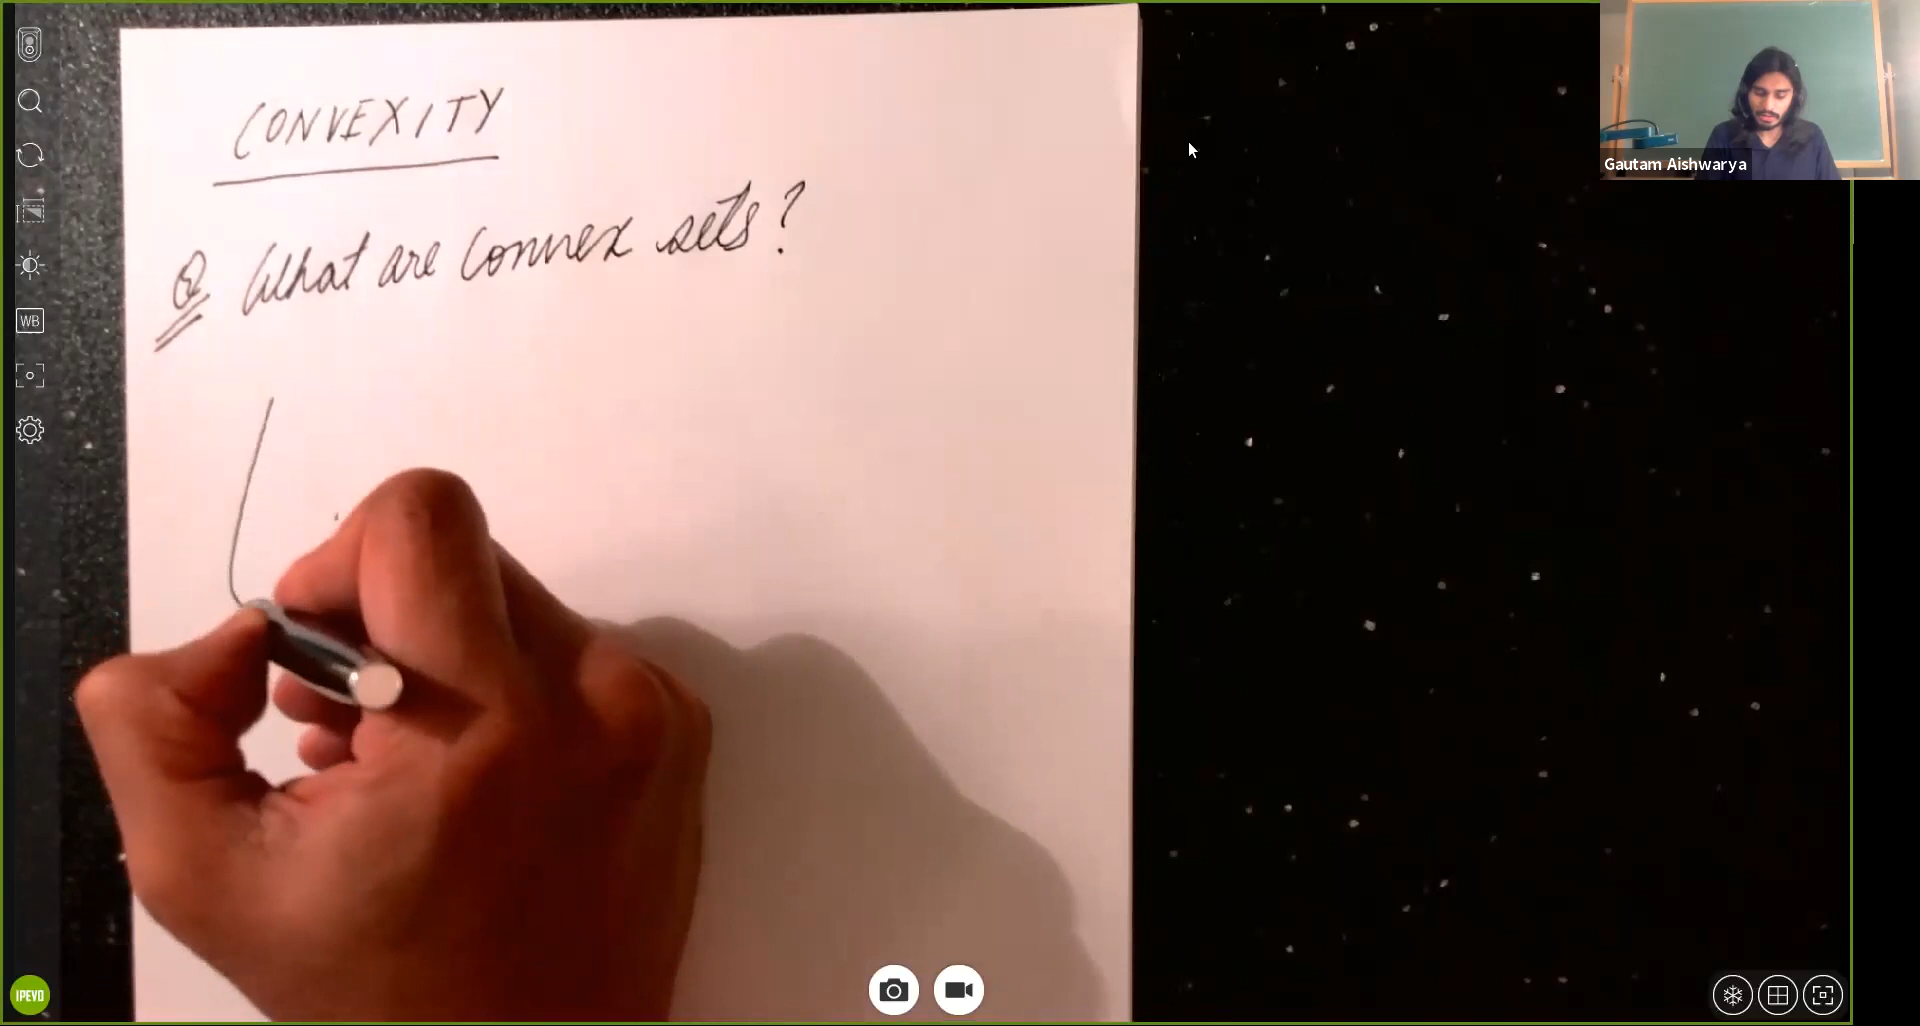 CONVEXITY
Q What are convex sets?
Gautam Aishwarya
WB
IPEVO